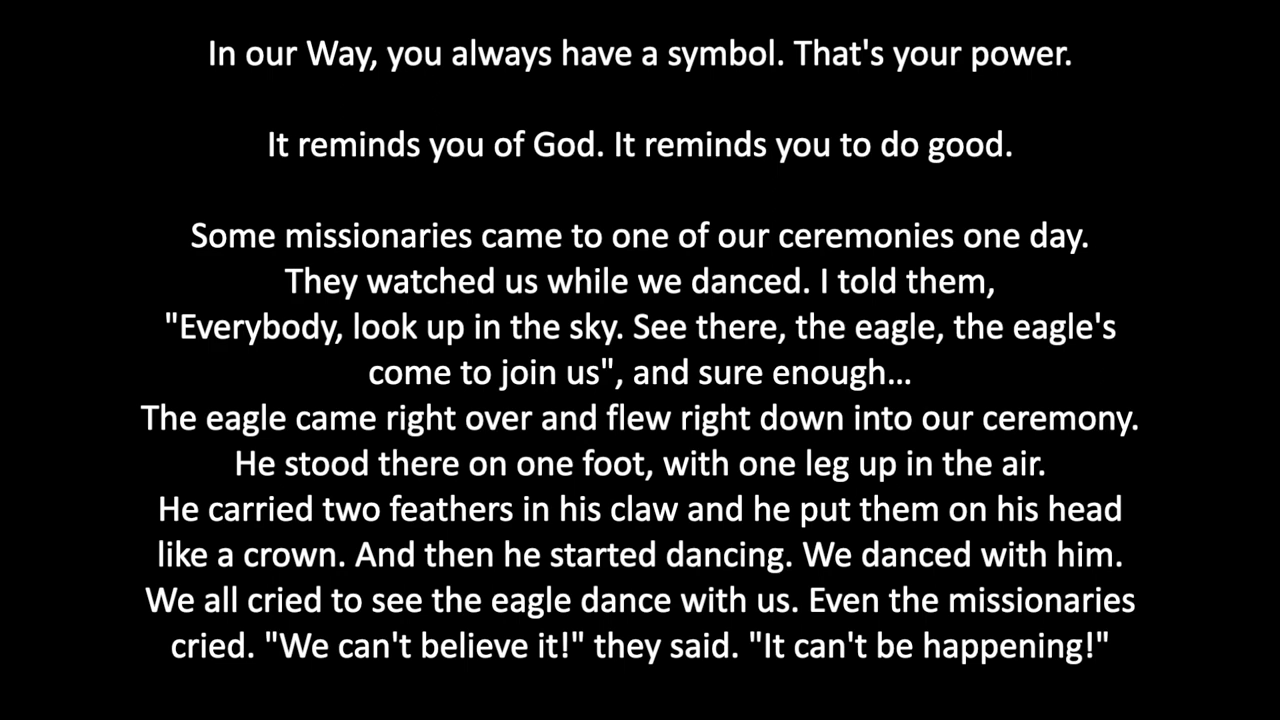 In our Way, you always have a symbol. That's your power.
It reminds you of God. It reminds you to do good.
Some missionaries came to one of our ceremonies one day.
They watched us while we danced. I told them,
"Everybody, look up in the sky. See there, the eagle, the eagle's
come to join us", and sure enough...
The eagle came right over and flew right down into our ceremony.
He stood there on one foot, with one leg up in the air.
He carried two feathers in his claw and he put them on his head
like a crown. And then he started dancing. We danced with him.
We all cried to see the eagle dance with us. Even the missionaries
cried. "We can't believe it!" they said. "It can't be happening!"